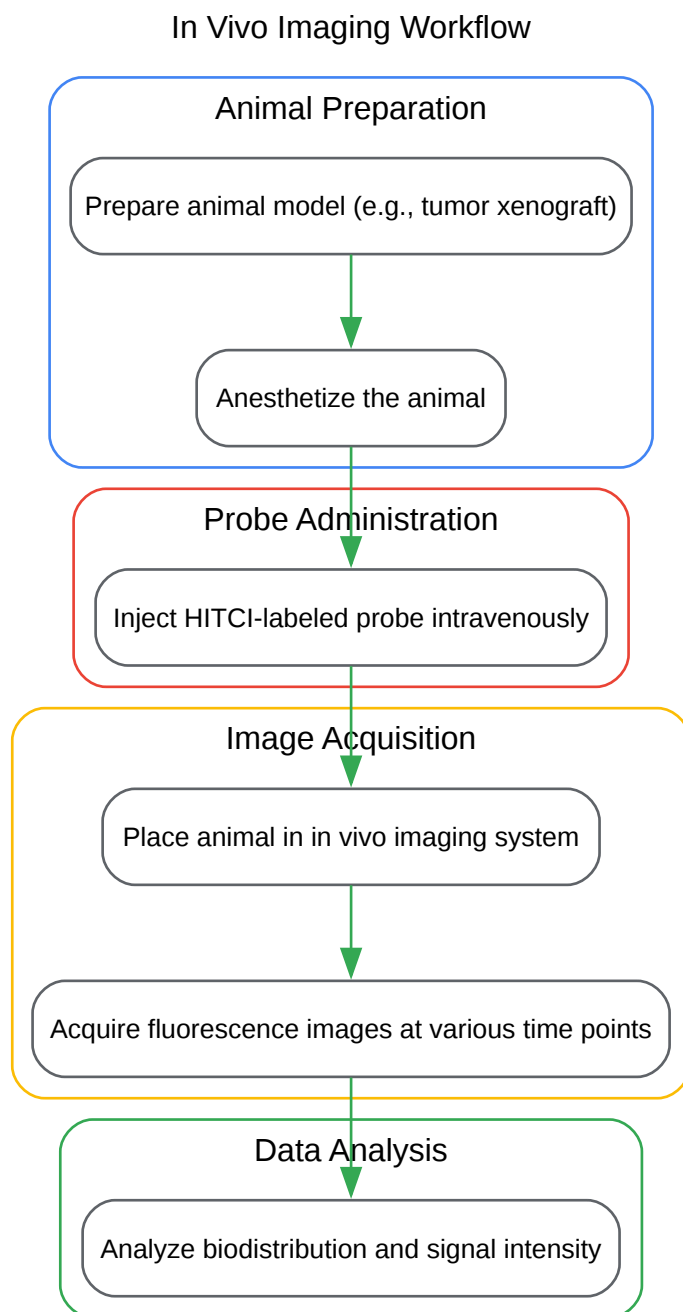 In Vivo Imaging Workflow
Animal Preparation
Prepare animal model (e.g., tumor xenograft)
Anesthetize the animal
Probe Administration
Inject HITCI-labeled probe intravenously
Image Acquisition
Place animal in in vivo imaging system
Acquire fluorescence images at various time points
Data Analysis
Analyze biodistribution and signal intensity